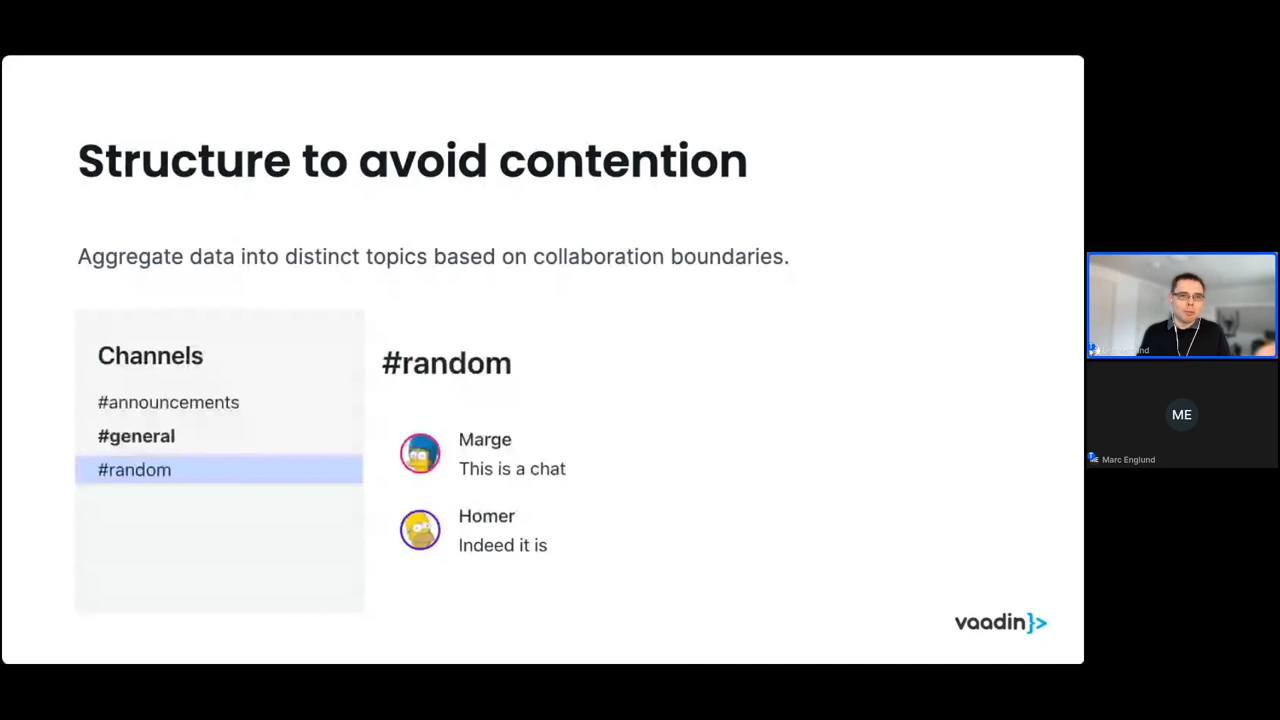 Structure to avoid contention
Aggregate data into distinct topics based on collaboration boundaries.
Channels
#announcements
#general
#random
#random
Marge
This is a chat
Homer
Indeed it is
vaadin}>
ME
Marc Englund